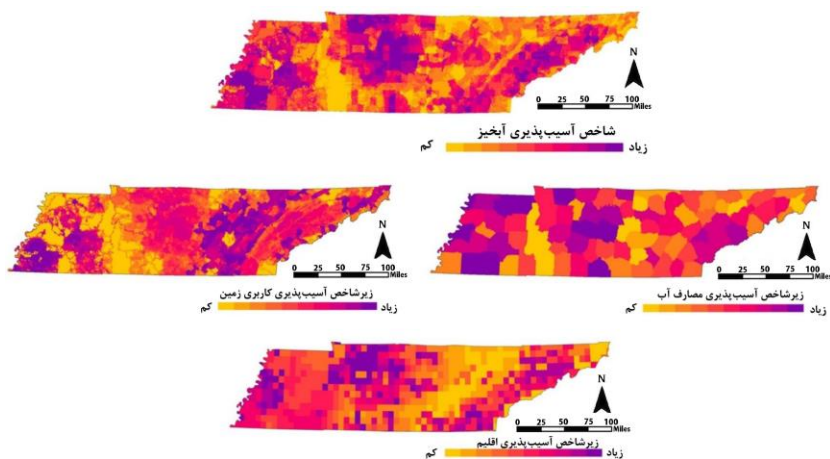 N
0 25 50 75 100
Miles
شاخص آسیب‌پذیری آبخیز
کم زیاد
N
0 25 50 75 100
Miles
زیرشاخص آسیب‌پذیری کاربری زمین
کم زیاد
N
0 25 50 75 100
Miles
زیرشاخص آسیب‌پذیری مصارف آب
کم زیاد
N
0 25 50 75 100
Miles
زیرشاخص آسیب‌پذیری اقلیم
کم زیاد